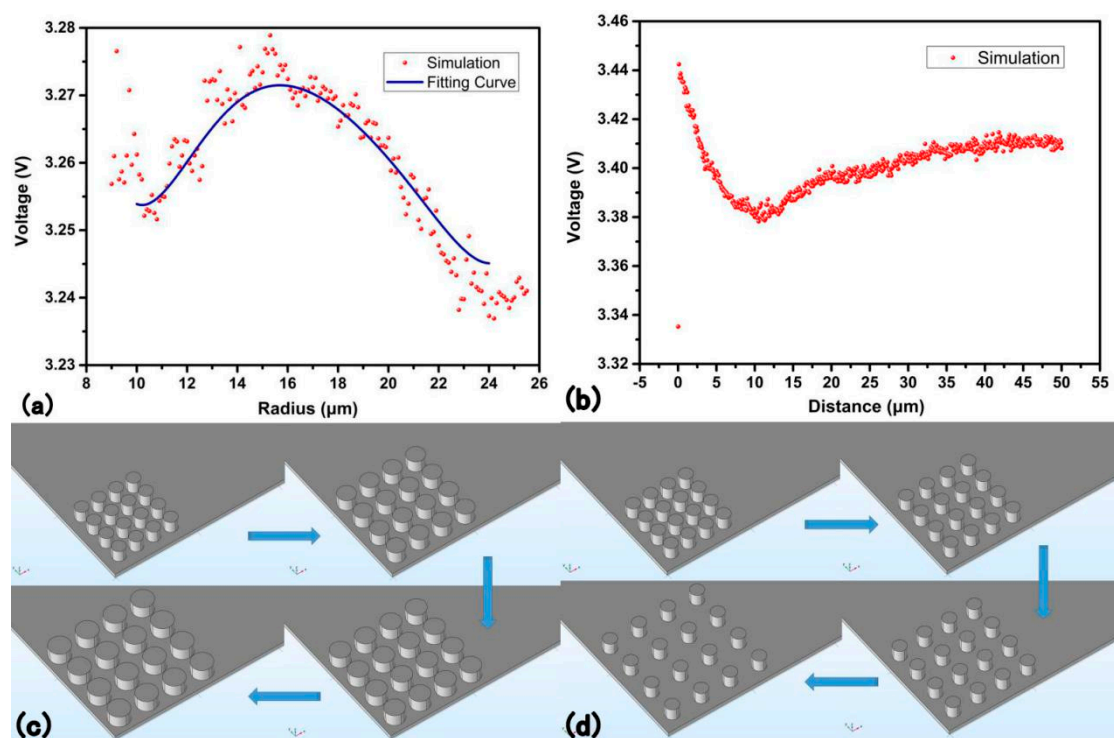 3.28
3.27
3.26
3.25
3.24
3.23
Voltage (V)
8 10 12 14 16 18 20 22 24 26
Radius (μm)
Simulation
Fitting Curve
(a)
3.46
3.44
3.42
3.40
3.38
3.36
3.34
3.32
Voltage (V)
-5 0 5 10 15 20 25 30 35 40 45 50 55
Distance (μm)
Simulation
(b)
(c)
(d)